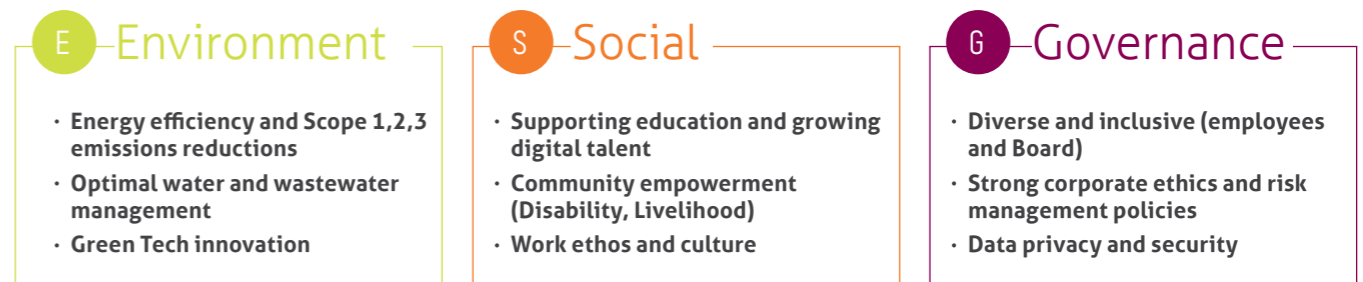 E Environment
· Energy efficiency and Scope 1,2,3
emissions reductions
· Optimal water and wastewater
management
· Green Tech innovation
S Social
· Supporting education and growing
digital talent
· Community empowerment
(Disability, Livelihood)
· Work ethos and culture
G Governance
· Diverse and inclusive (employees
and Board)
· Strong corporate ethics and risk
management policies
· Data privacy and security